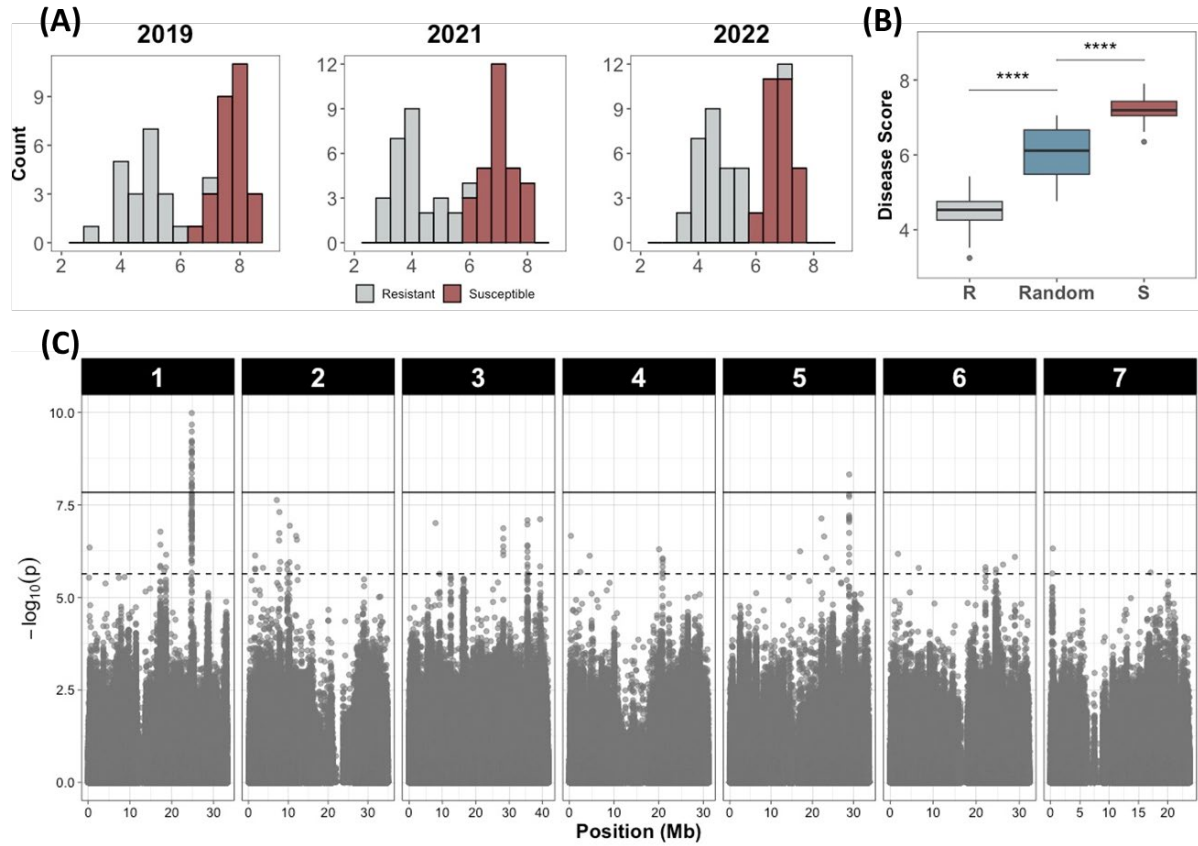 (A)
2019 2021 2022
Count
9
6
3
0
2 4 6 8
12
9
6
3
0
2 4 6 8
12
9
6
3
0
2 4 6 8
Resistant Susceptible
(B)
Disease Score
8
6
4
****
****
R Random S
(C)
1 2 3 4 5 6 7
−log10(p)
10.0
7.5
5.0
2.5
0.0
0 10 20 30 0 10 20 30 0 10 20 30 40 0 10 20 30 0 10 20 30 0 10 20 30 0 5 10 15 20
Position (Mb)